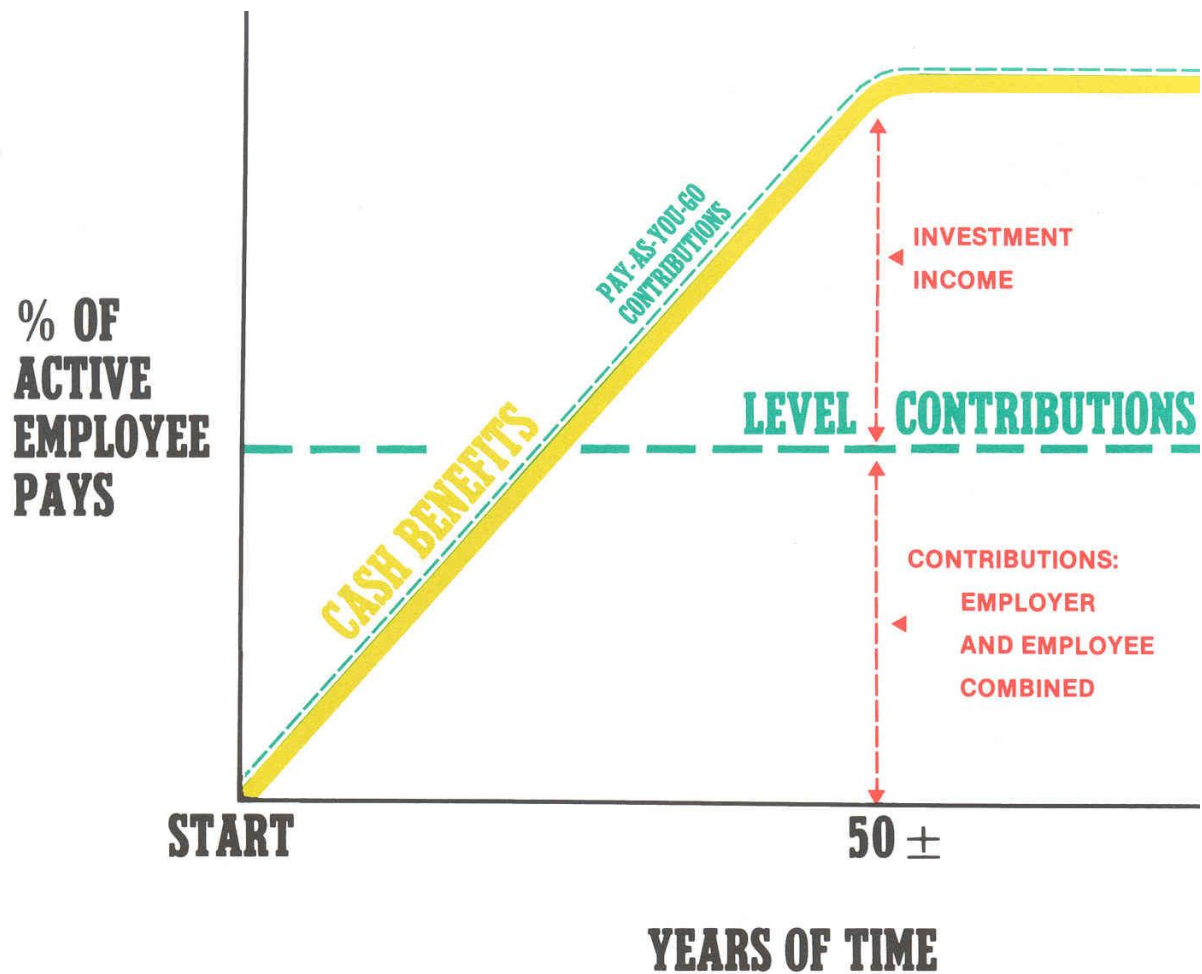 PAY-AS-YOU-GO
CONTRIBUTIONS
INVESTMENT
INCOME
% OF
ACTIVE
EMPLOYEE
PAYS
LEVEL CONTRIBUTIONS
CASH BENEFITS
CONTRIBUTIONS:
EMPLOYER
AND EMPLOYEE
COMBINED
START
50 ±
YEARS OF TIME